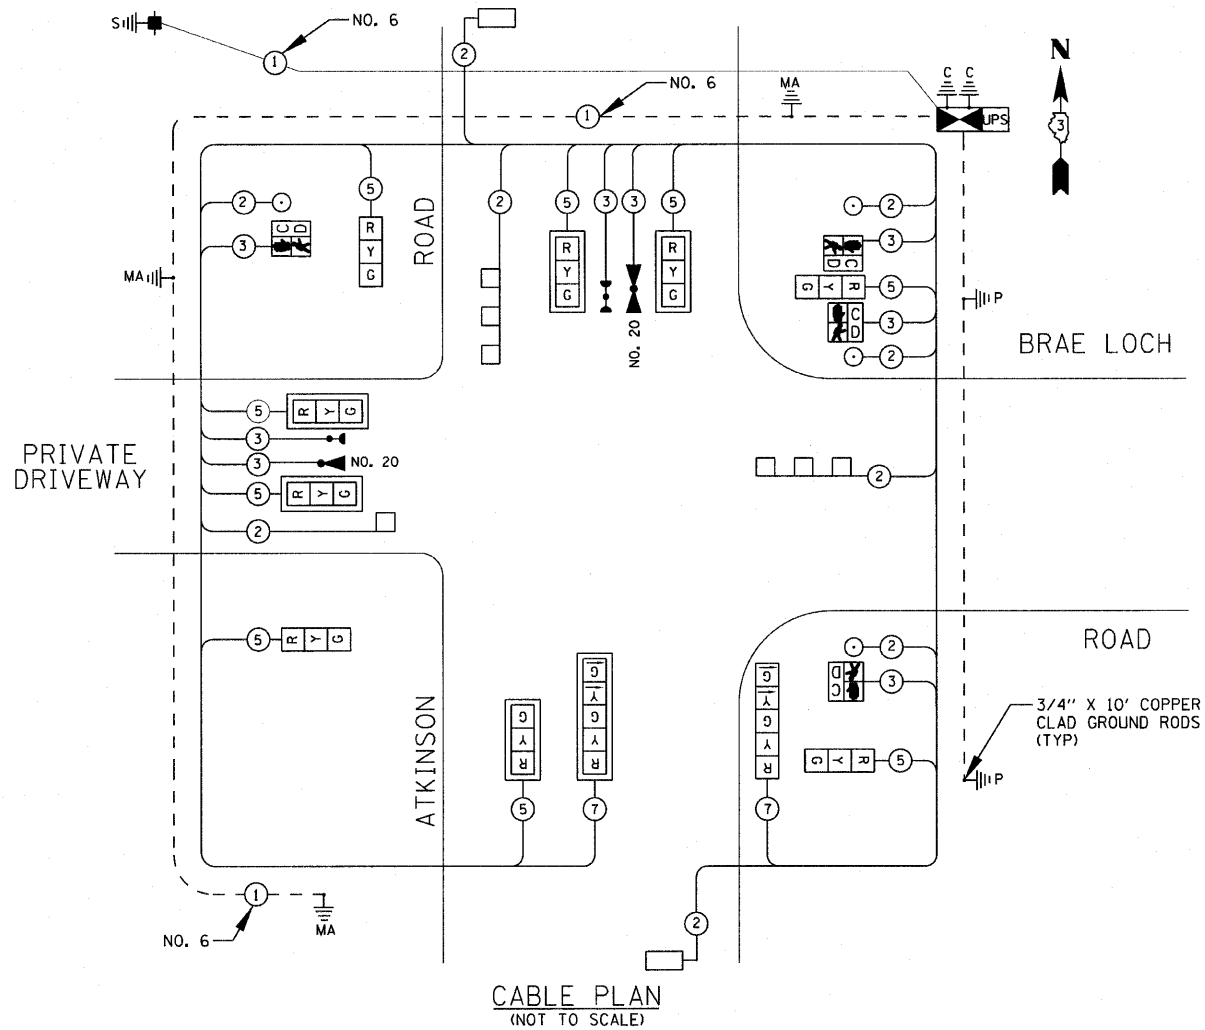 S
NO. 6
1
2
NO. 6
1
MA
C C
UPS
N
3
5
2
5
3
3
5
2
3
C D
R
Y
G
ROAD
R
Y
G
R
Y
G
NO. 20
2
3
C
D
R Y G
5
C
D
3
2
MA
P
BRAE LOCH
PRIVATE
DRIVEWAY
5
R Y G
3
3
NO. 20
5
R Y G
2
2
5
R Y G
ROAD
2
D
C
3
R Y G
5
G
Y
G
Y
R
G
Y
R
G
Y
G
Y
R
ATKINSON
5
7
7
3/4" X 10' COPPER
CLAD GROUND RODS
(TYP)
P
1
NO. 6
MA
2
CABLE PLAN
(NOT TO SCALE)